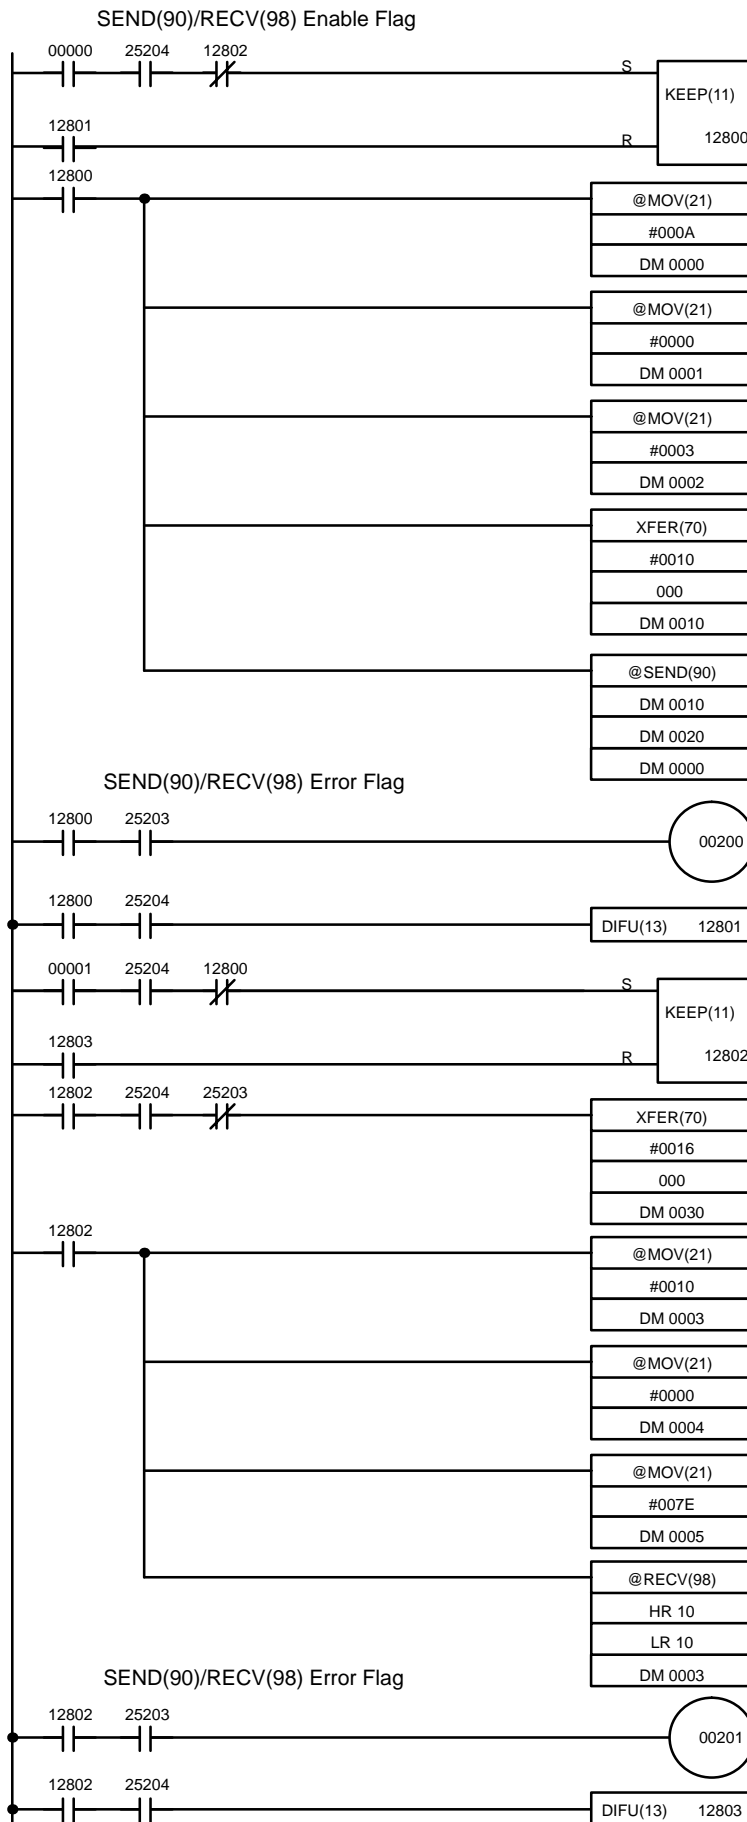 SEND(90)/RECV(98) Enable Flag
00000 25204 12802
S
KEEP(11)
12800
12801
R
12800
@MOV(21)
#000A
DM 0000
@MOV(21)
#0000
DM 0001
@MOV(21)
#0003
DM 0002
XFER(70)
#0010
000
DM 0010
@SEND(90)
DM 0010
DM 0020
DM 0000
SEND(90)/RECV(98) Error Flag
12800 25203
00200
12800 25204
DIFU(13) 12801
00001 25204 12800
S
KEEP(11)
12802
12803
R
12802 25204 25203
XFER(70)
#0016
000
DM 0030
12802
@MOV(21)
#0010
DM 0003
@MOV(21)
#0000
DM 0004
@MOV(21)
#007E
DM 0005
@RECV(98)
HR 10
LR 10
DM 0003
SEND(90)/RECV(98) Error Flag
12802 25203
00201
12802 25204
DIFU(13) 12803